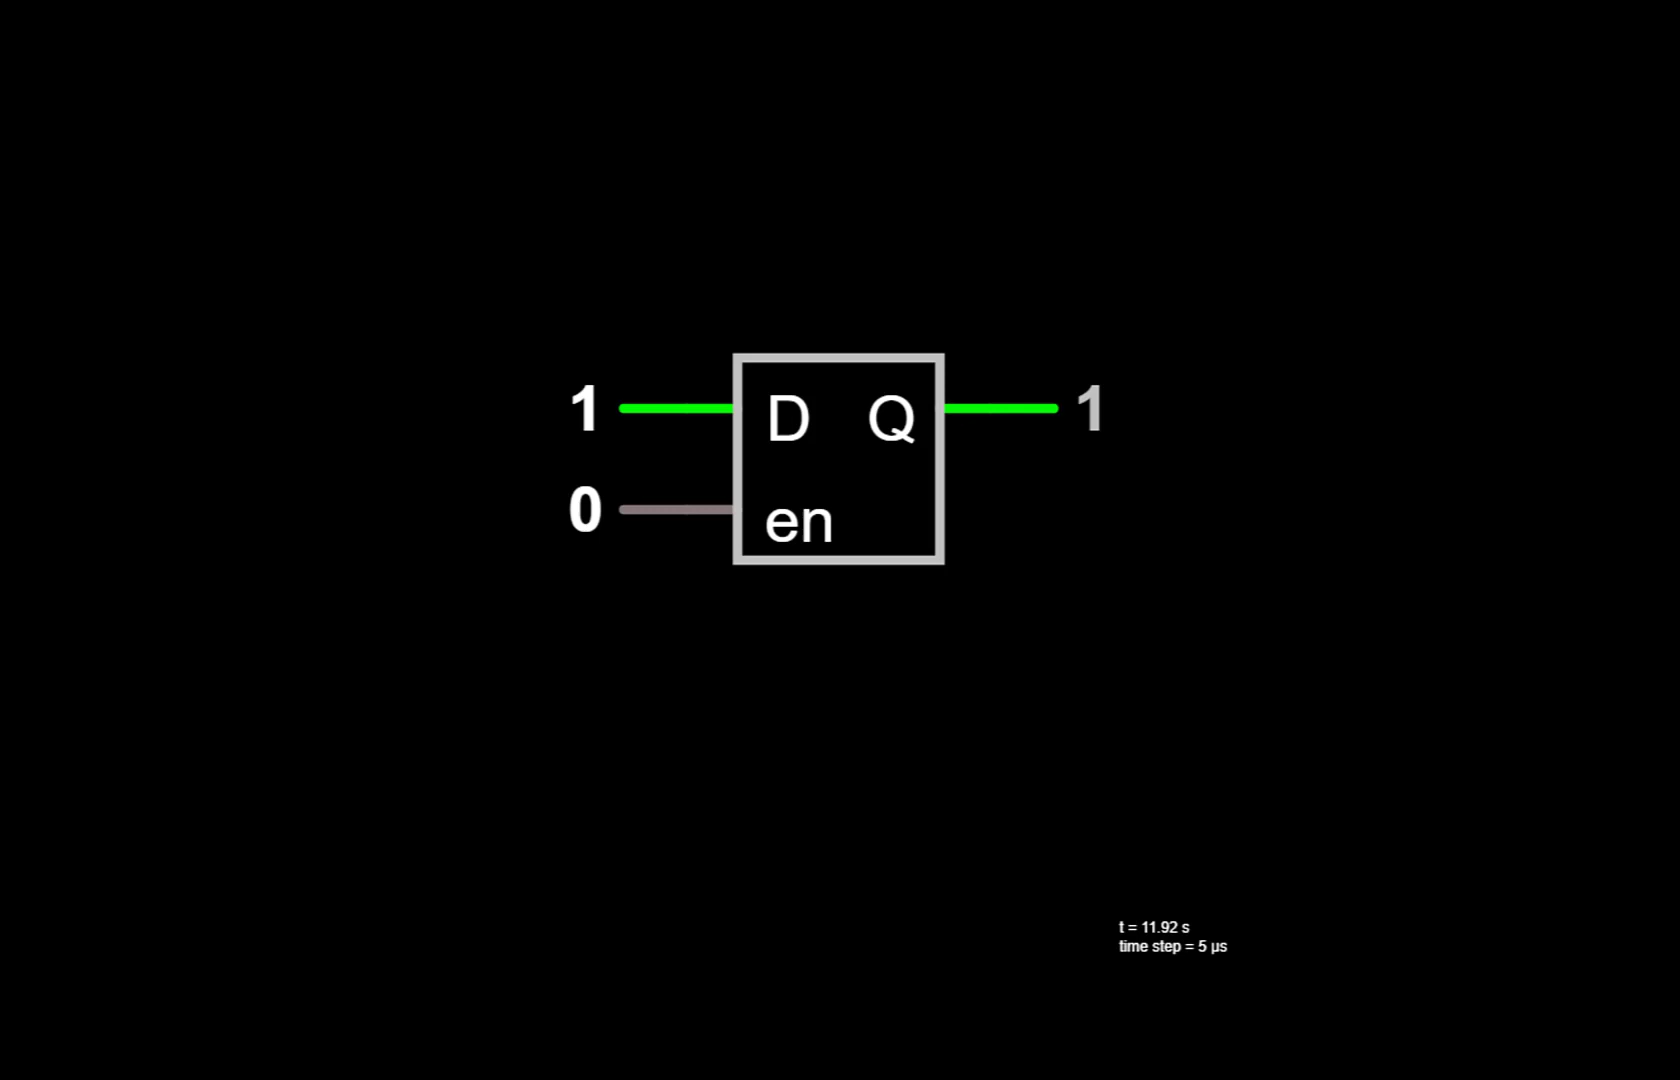 1 D Q 1
0 en
t = 11.92 s
time step = 5 µs